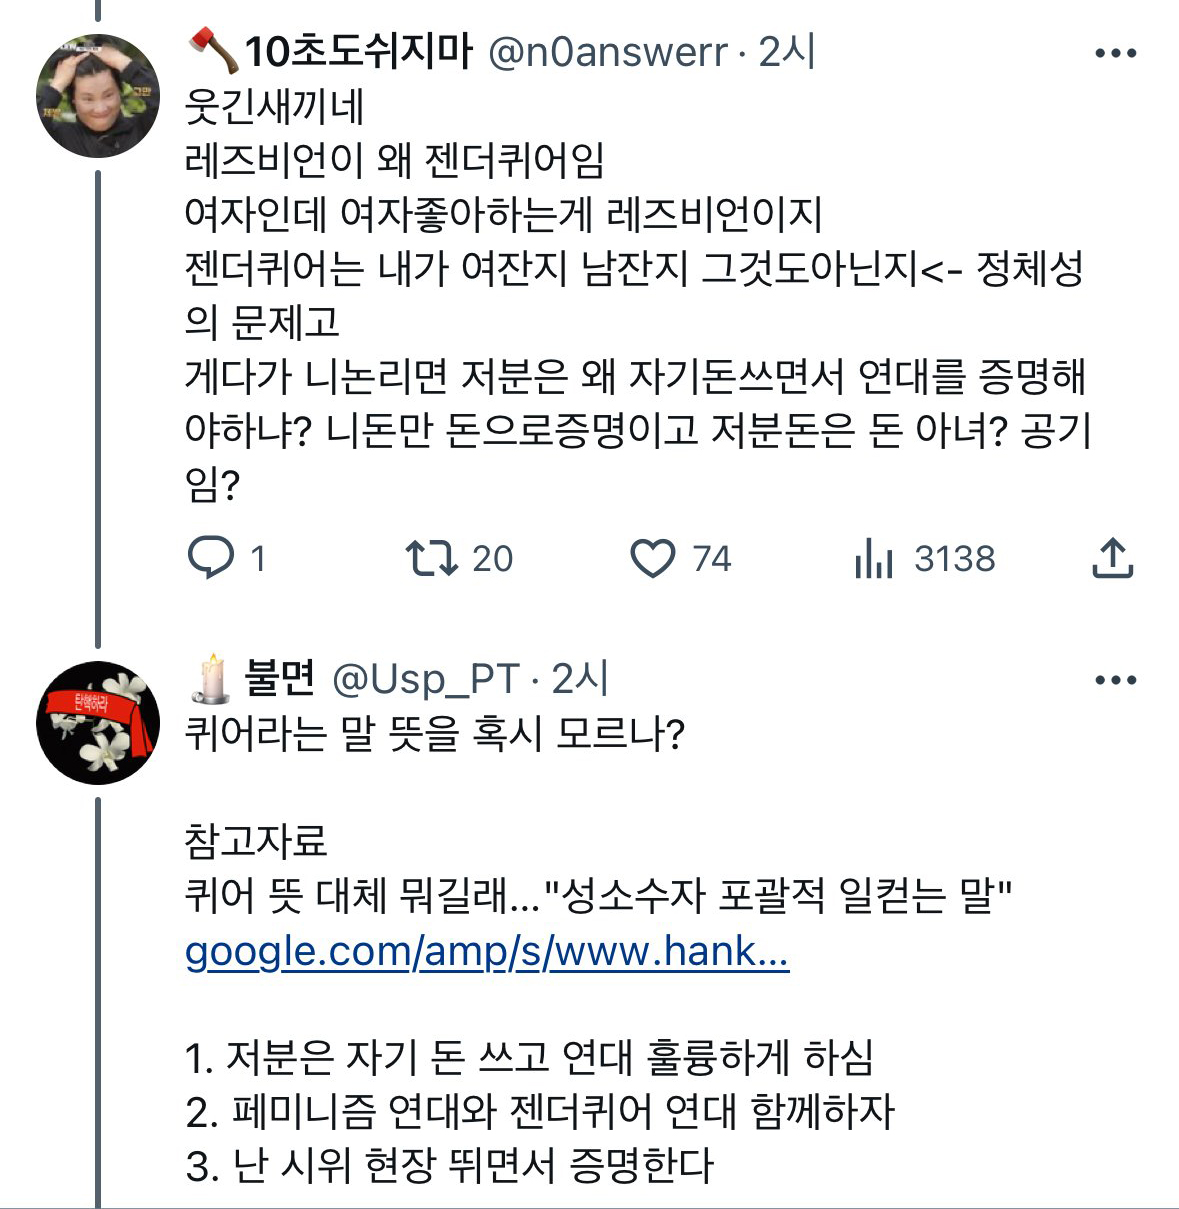 10초도쉬지마 @n0answerr · 2시
웃긴새끼네
레즈비언이 왜 젠더퀴어임
여자인데 여자좋아하는게 레즈비언이지
젠더퀴어는 내가 여잔지 남잔지 그것도아닌지<- 정체성
의 문제고
게다가 니논리면 저분은 왜 자기돈쓰면서 연대를 증명해
야하냐? 니돈만 돈으로증명이고 저분돈은 돈 아녀? 공기
임?
1 20 74 3138
불면 @Usp_PT · 2시
탄핵하라
퀴어라는 말 뜻을 혹시 모르나?
참고자료
퀴어 뜻 대체 뭐길래..."성소수자 포괄적 일컫는 말"
google.com/amp/s/www.hank...
1. 저분은 자기 돈 쓰고 연대 훌륭하게 하심
2. 페미니즘 연대와 젠더퀴어 연대 함께하자
3. 난 시위 현장 뛰면서 증명한다